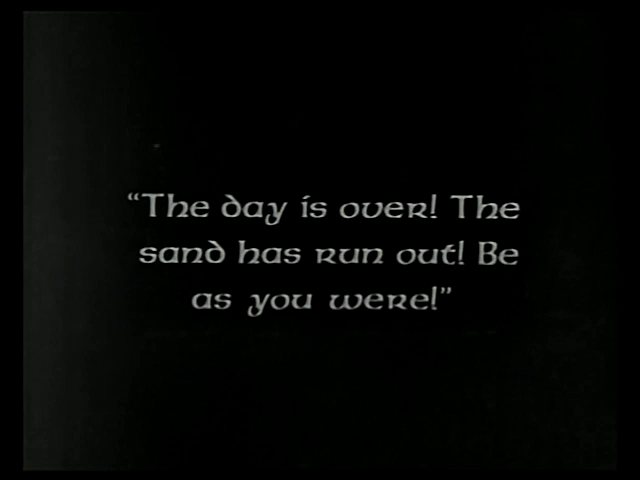 “The day is over! The
sand has run out! Be
as you were!”